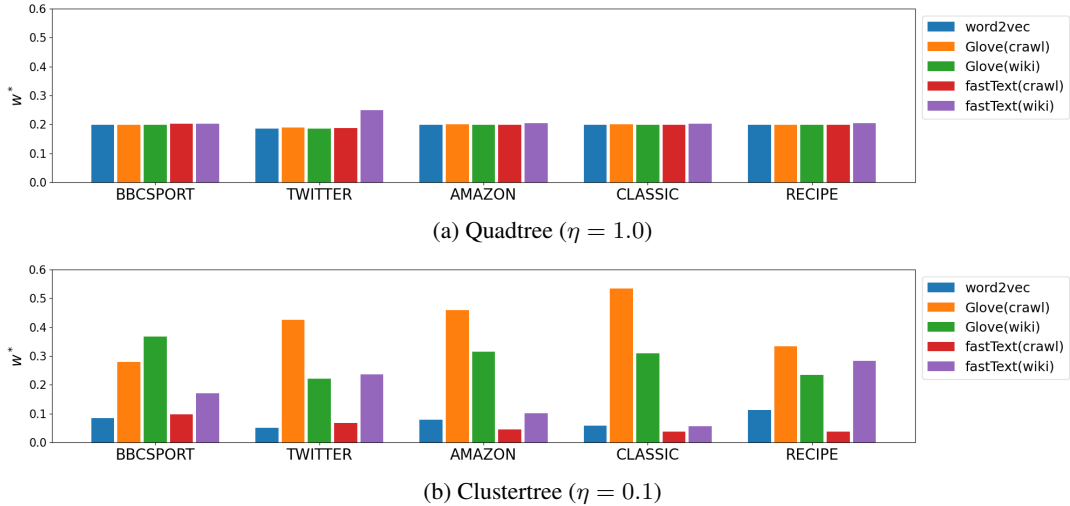 0.6
0.5
0.4
0.3
0.2
0.1
0.0
w*
BBCSPORT TWITTER AMAZON CLASSIC RECIPE
word2vec
Glove(crawl)
Glove(wiki)
fastText(crawl)
fastText(wiki)
(a) Quadtree (η = 1.0)
0.6
0.5
0.4
0.3
0.2
0.1
0.0
w*
BBCSPORT TWITTER AMAZON CLASSIC RECIPE
word2vec
Glove(crawl)
Glove(wiki)
fastText(crawl)
fastText(wiki)
(b) Clustertree (η = 0.1)